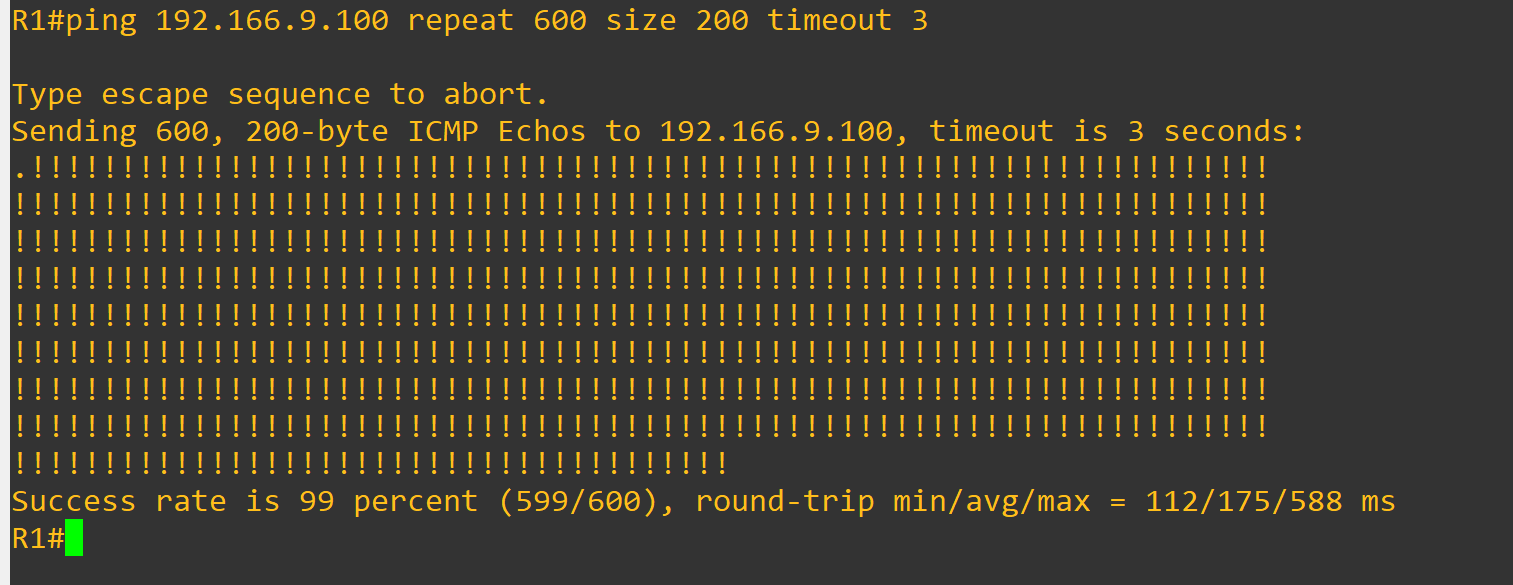 R1#ping 192.166.9.100 repeat 600 size 200 timeout 3
Type escape sequence to abort.
Sending 600, 200-byte ICMP Echos to 192.166.9.100, timeout is 3 seconds:
.!!!!!!!!!!!!!!!!!!!!!!!!!!!!!!!!!!!!!!!!!!!!!!!!!!!!!!!!!!!!!!!!!!!!!
!!!!!!!!!!!!!!!!!!!!!!!!!!!!!!!!!!!!!!!!!!!!!!!!!!!!!!!!!!!!!!!!!!!!!!
!!!!!!!!!!!!!!!!!!!!!!!!!!!!!!!!!!!!!!!!!!!!!!!!!!!!!!!!!!!!!!!!!!!!!!
!!!!!!!!!!!!!!!!!!!!!!!!!!!!!!!!!!!!!!!!!!!!!!!!!!!!!!!!!!!!!!!!!!!!!!
!!!!!!!!!!!!!!!!!!!!!!!!!!!!!!!!!!!!!!!!!!!!!!!!!!!!!!!!!!!!!!!!!!!!!!
!!!!!!!!!!!!!!!!!!!!!!!!!!!!!!!!!!!!!!!!!!!!!!!!!!!!!!!!!!!!!!!!!!!!!!
!!!!!!!!!!!!!!!!!!!!!!!!!!!!!!!!!!!!!!!!!!!!!!!!!!!!!!!!!!!!!!!!!!!!!!
!!!!!!!!!!!!!!!!!!!!!!!!!!!!!!!!!!!!!!!!!!!!!!!!!!!!!!!!!!!!!!!!!!!!!!
!!!!!!!!!!!!!!!!!!!!!!!!!!!!!!!!!!!!!!!!
Success rate is 99 percent (599/600), round-trip min/avg/max = 112/175/588 ms
R1#